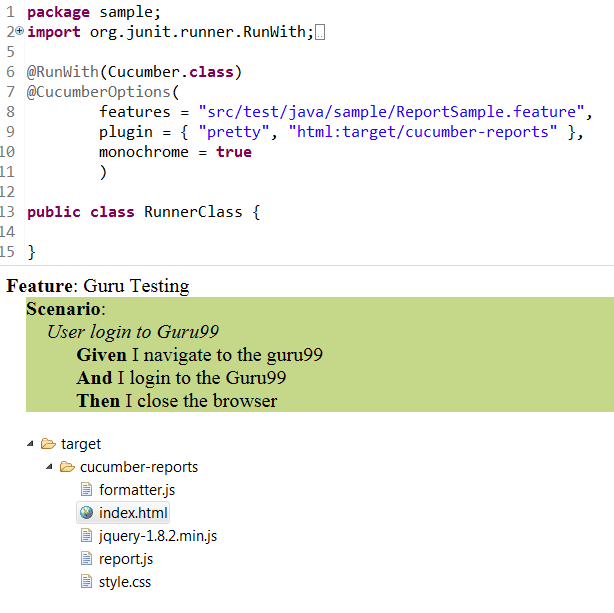 1 package sample;
2 import org.junit.runner.RunWith;
5
6 @RunWith(Cucumber.class)
7 @CucumberOptions(
8 features = "src/test/java/sample/ReportSample.feature",
9 plugin = { "pretty", "html:target/cucumber-reports" },
10 monochrome = true
11 )
12
13 public class RunnerClass {
14
15 }
Feature: Guru Testing
Scenario:
User login to Guru99
Given I navigate to the guru99
And I login to the Guru99
Then I close the browser
target
cucumber-reports
formatter.js
index.html
jquery-1.8.2.min.js
report.js
style.css